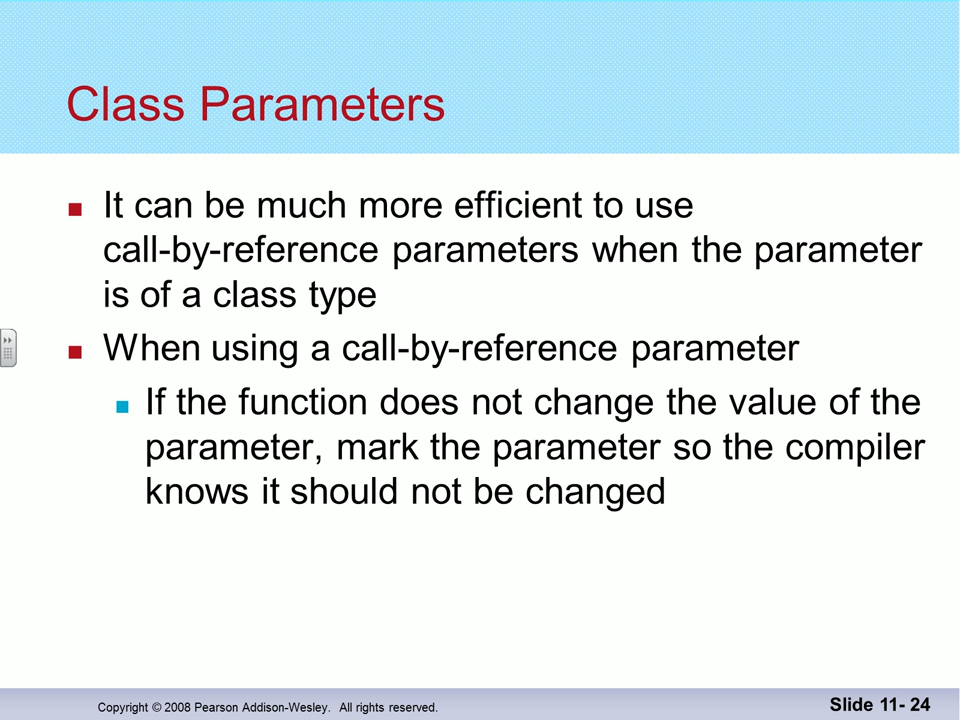 Class Parameters
It can be much more efficient to use
call-by-reference parameters when the parameter
is of a class type
When using a call-by-reference parameter
If the function does not change the value of the
parameter, mark the parameter so the compiler
knows it should not be changed
Copyright © 2008 Pearson Addison-Wesley. All rights reserved.
Slide 11- 24